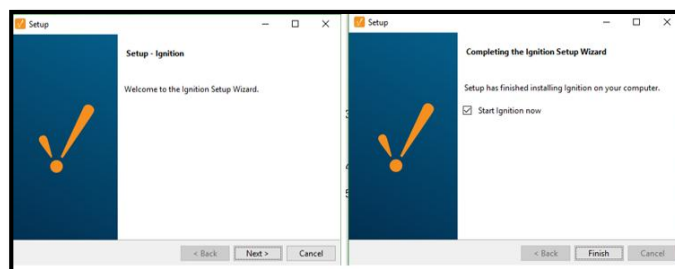 Setup
Setup - Ignition
Welcome to the Ignition Setup Wizard.
< Back
Next >
Cancel
Setup
Completing the Ignition Setup Wizard
Setup has finished installing Ignition on your computer.
Start Ignition now
< Back
Finish
Cancel